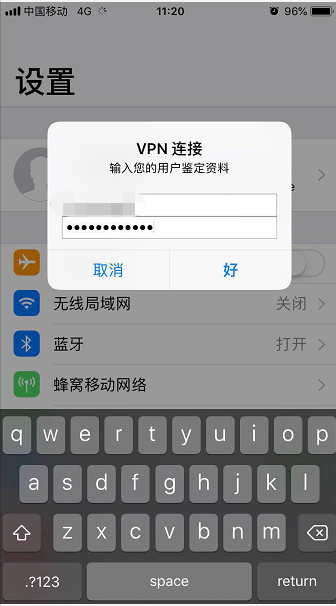 中国移动 4G 11:20 96%
设置
VPN 连接
输入您的用户鉴定资料
••••••••••••
取消 好
无线局域网 关闭
蓝牙 打开
蜂窝移动网络
q w e r t y u i o p
a s d f g h j k l
z x c v b n m
.?123 space return